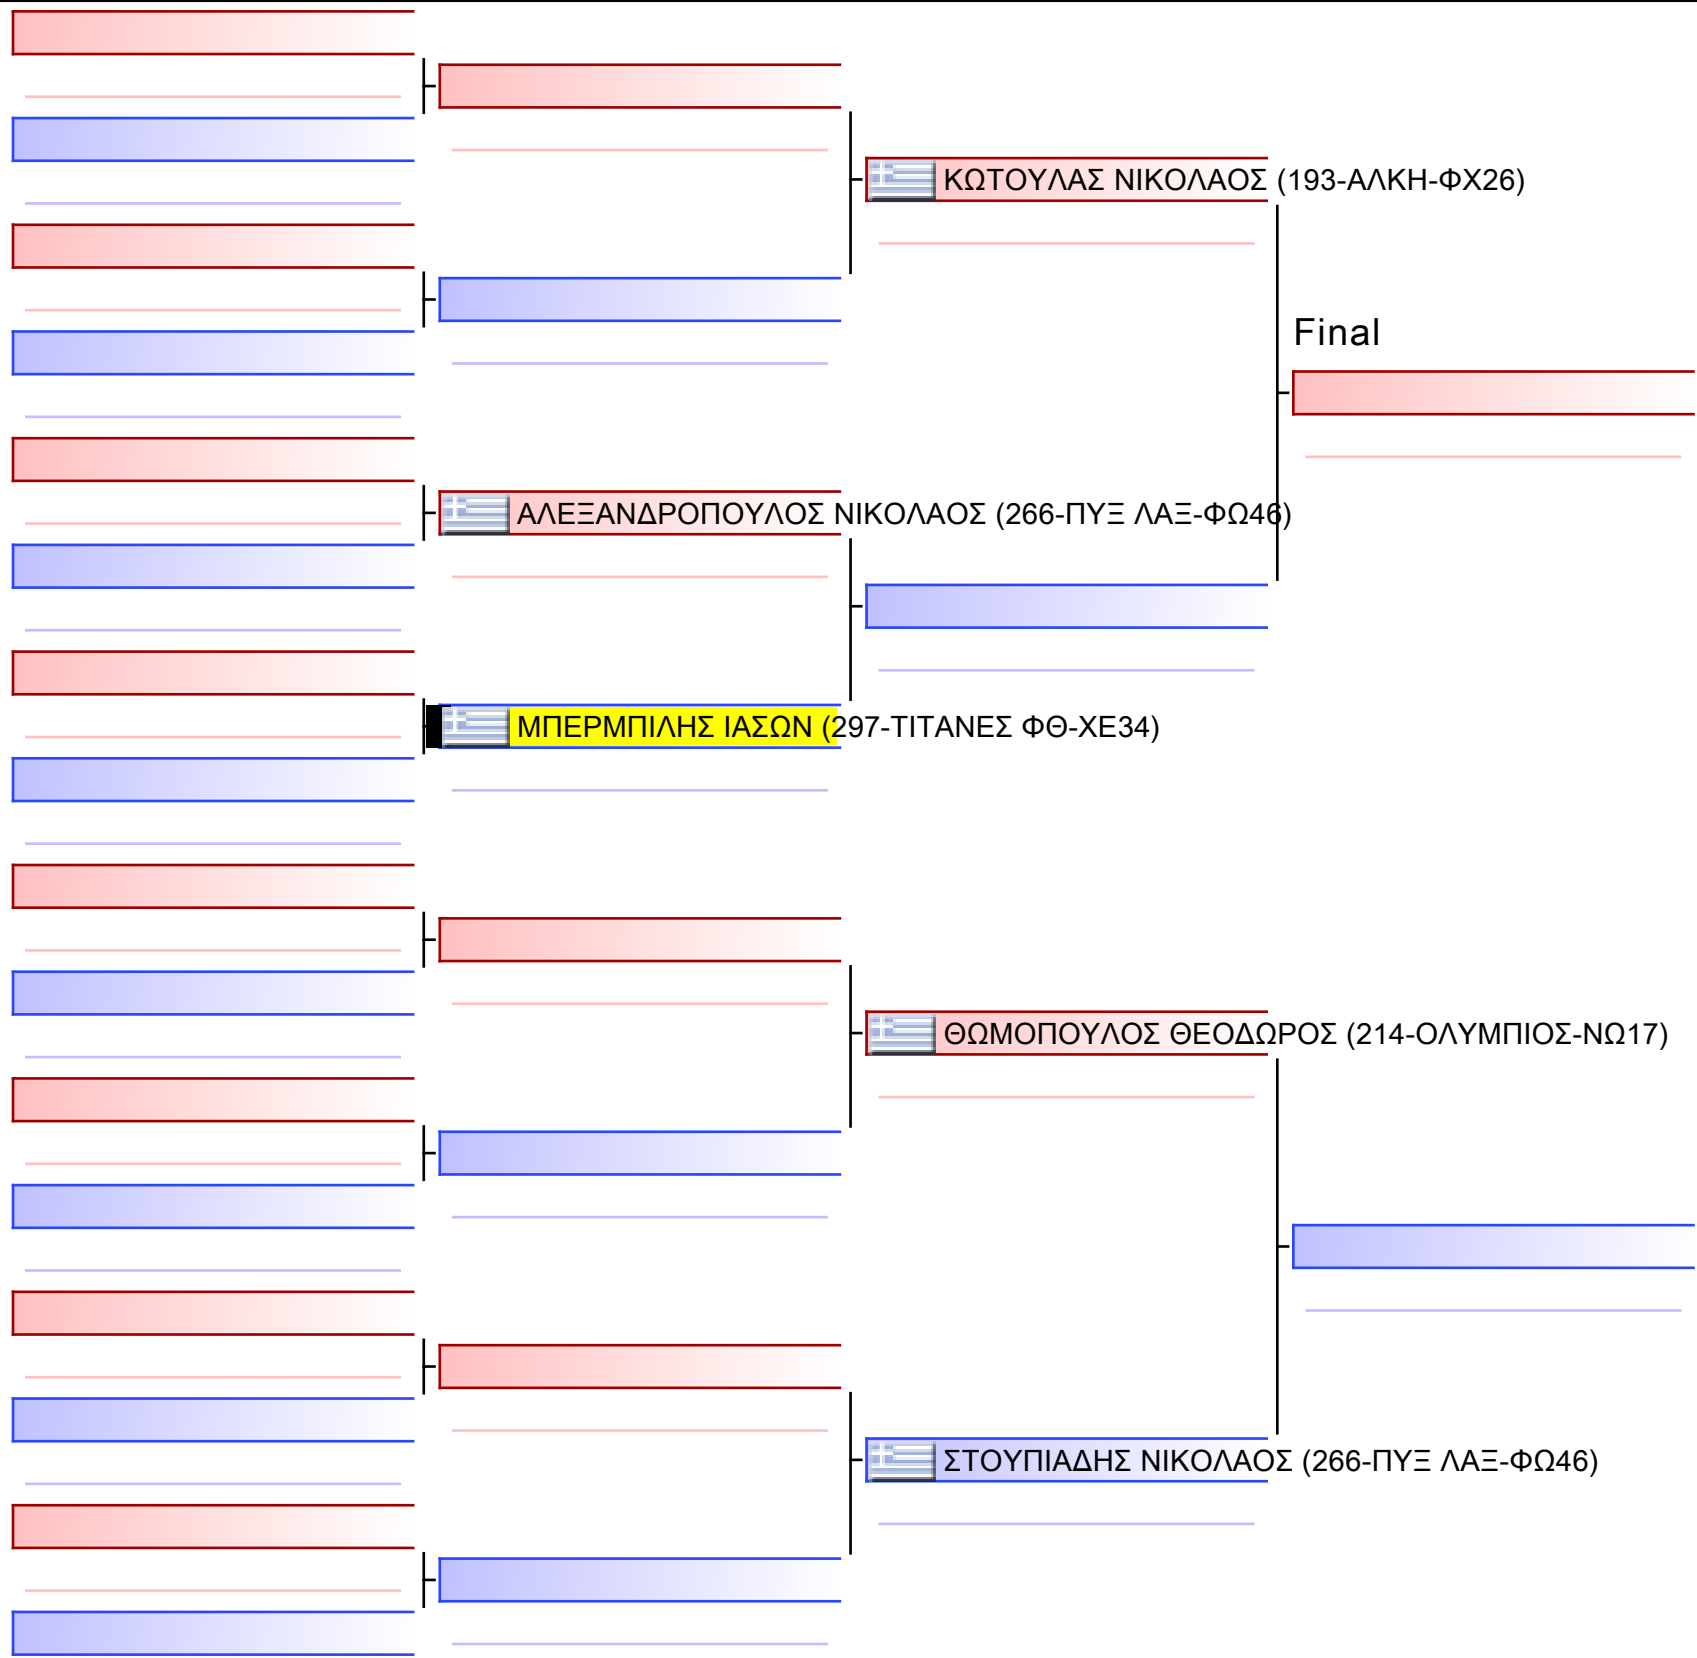 ΚΩΤΟΥΛΑΣ ΝΙΚΟΛΑΟΣ (193-ΑΛΚΗ-ΦΧ26)
Final
ΑΛΕΞΑΝΔΡΟΠΟΥΛΟΣ ΝΙΚΟΛΑΟΣ (266-ΠΥΞ ΛΑΞ-ΦΩ46)
ΜΠΕΡΜΠΙΛΗΣ ΙΑΣΩΝ (297-ΤΙΤΑΝΕΣ ΦΘ-ΧΕ34)
ΘΩΜΟΠΟΥΛΟΣ ΘΕΟΔΩΡΟΣ (214-ΟΛΥΜΠΙΟΣ-ΝΩ17)
ΣΤΟΥΠΙΑΔΗΣ ΝΙΚΟΛΑΟΣ (266-ΠΥΞ ΛΑΞ-ΦΩ46)